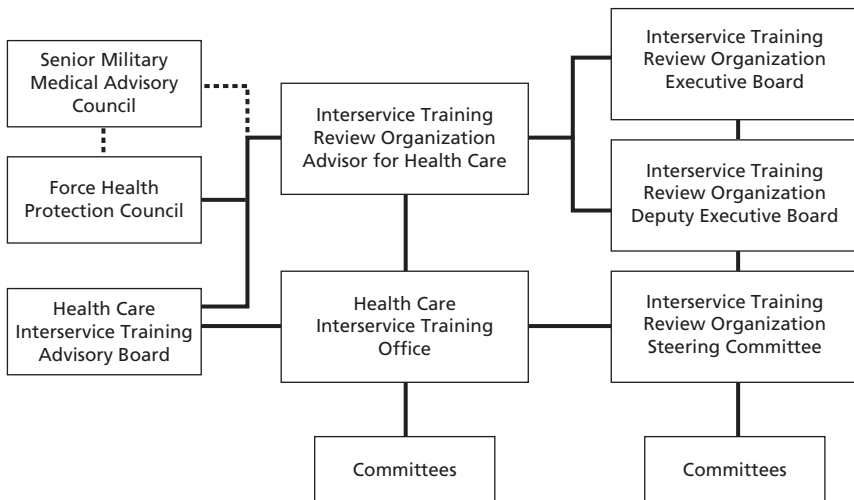 Senior Military
Medical Advisory
Council
Force Health
Protection Council
Health Care
Interservice Training
Advisory Board
Interservice Training
Review Organization
Advisor for Health Care
Health Care
Interservice Training
Office
Committees
Interservice Training
Review Organization
Executive Board
Interservice Training
Review Organization
Deputy Executive Board
Interservice Training
Review Organization
Steering Committee
Committees